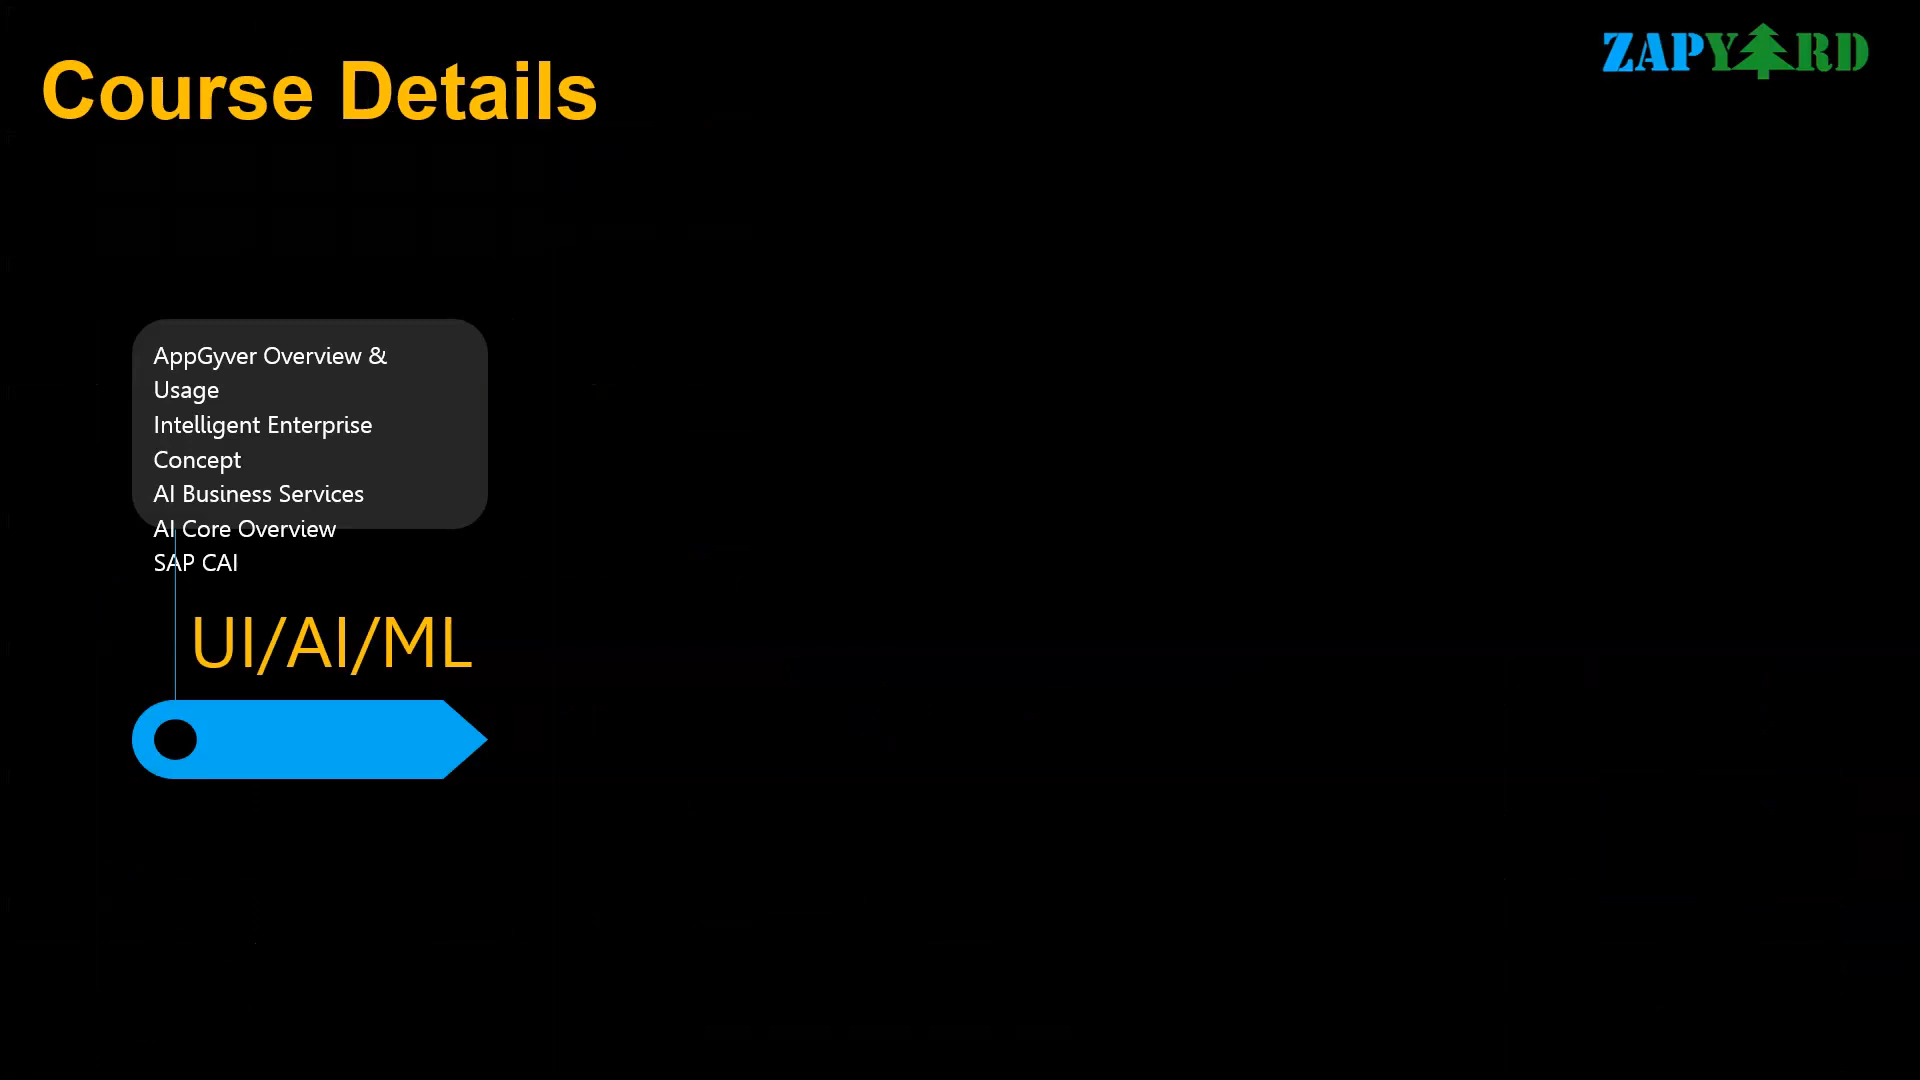 Course Details
ZAPYARD
AppGyver Overview &
Usage
Intelligent Enterprise
Concept
AI Business Services
AI Core Overview
SAP CAI
UI/AI/ML